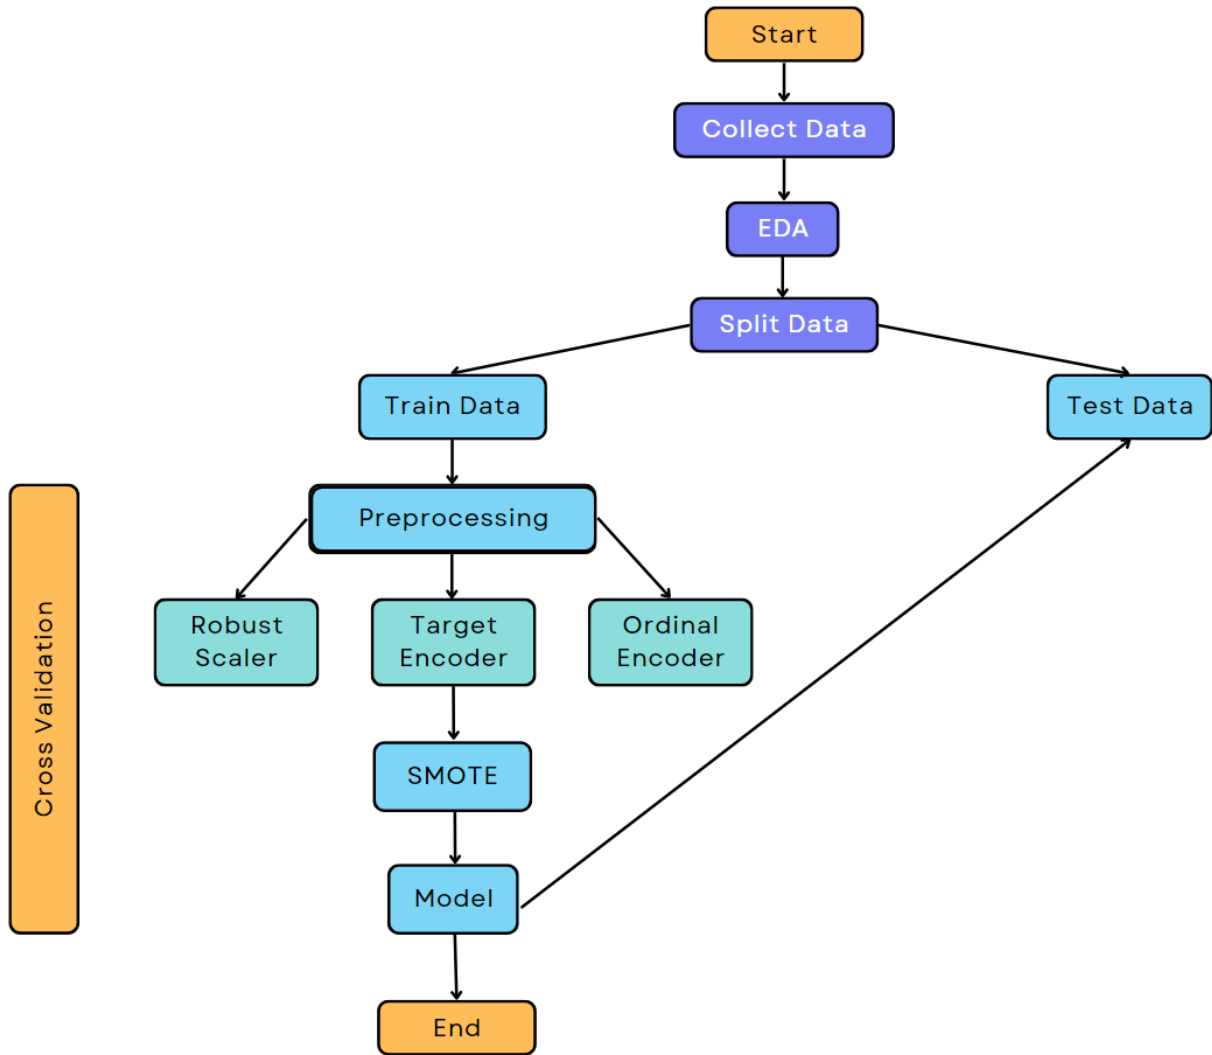 Start
Collect Data
EDA
Split Data
Train Data
Test Data
Preprocessing
Robust
Scaler
Target
Encoder
Ordinal
Encoder
Cross Validation
SMOTE
Model
End